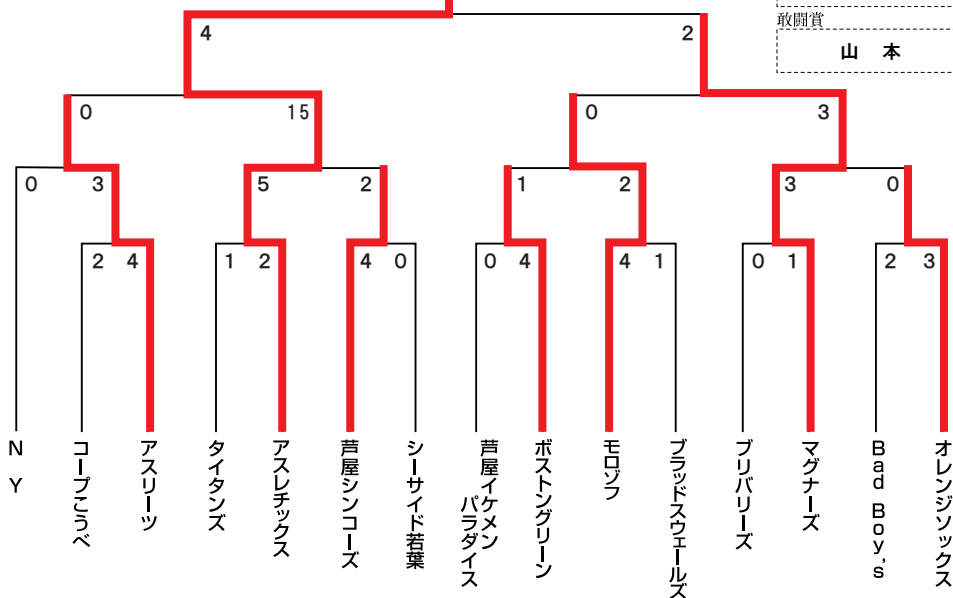 敢闘賞
山 本
4 2
0 15 0 3
0 3 5 2 1 2 3 0
2 4 1 2 4 0 0 4 4 1 0 1 2 3
N Y
コープこうべ
アスリーツ
タイタンズ
アスレチックス
芦屋シンコーズ
シーサイド若葉
芦屋イケメン
パラダイス
ボストングリーン
モロゾフ
ブラッドスウェールズ
ブリバリーズ
マグナーズ
Bad Boy's
オレンジソックス